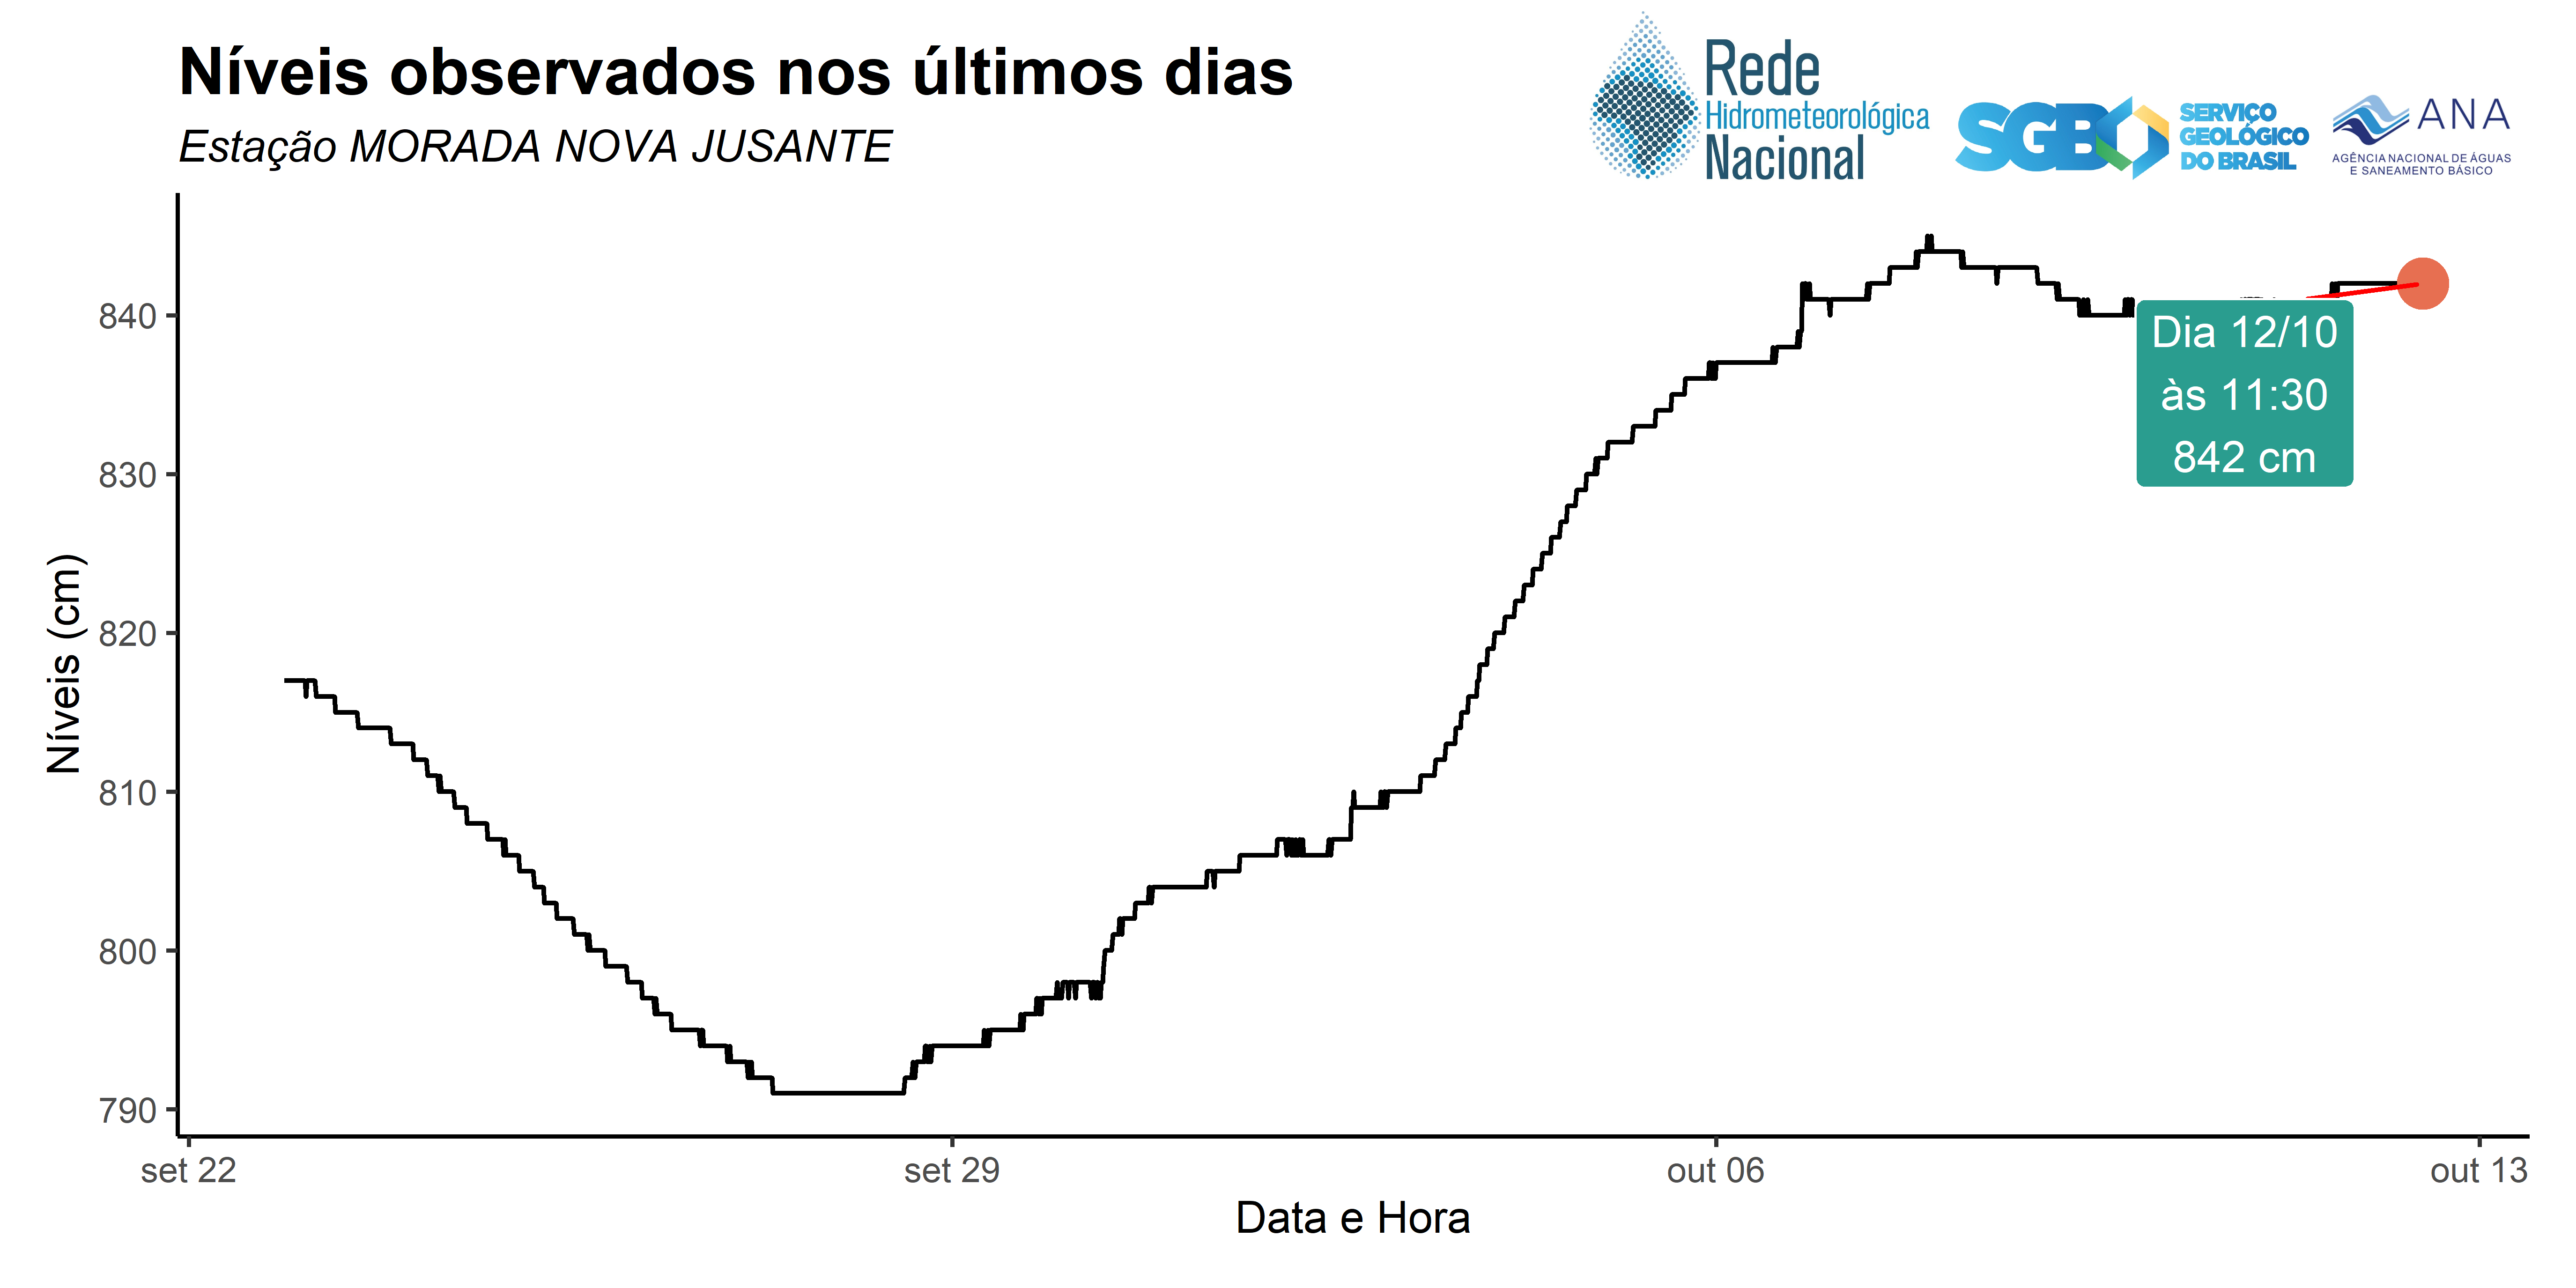 Níveis observados nos últimos dias
Estação MORADA NOVA JUSANTE
Rede
Hidrometeorológica
Nacional
SGB
SERVIÇO
GEOLÓGICO
DO BRASIL
ANA
AGÊNCIA NACIONAL DE ÁGUAS
E SANEAMENTO BÁSICO
Níveis (cm)
840
830
820
810
800
790
Dia 12/10
às 11:30
842 cm
set 22
set 29
out 06
out 13
Data e Hora